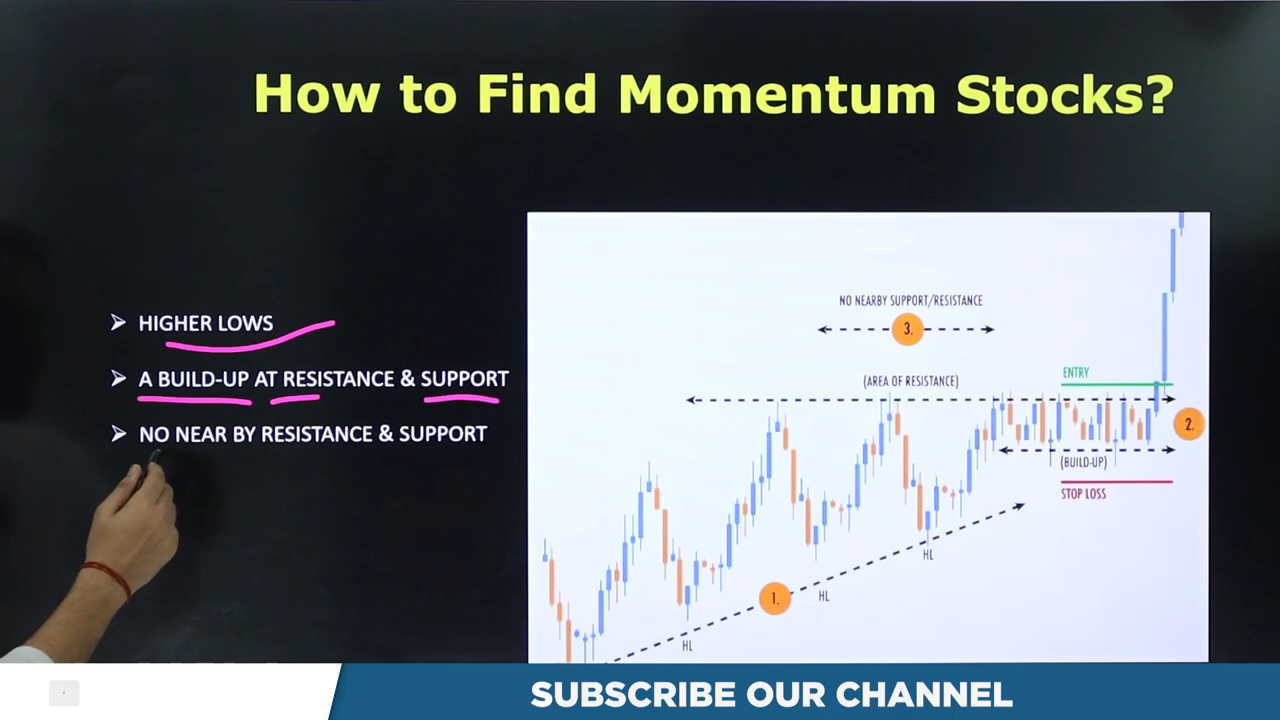 How to Find Momentum Stocks?
HIGHER LOWS
A BUILD-UP AT RESISTANCE & SUPPORT
NO NEAR BY RESISTANCE & SUPPORT
NO NEARBY SUPPORT/RESISTANCE
3.
(AREA OF RESISTANCE)
ENTRY
2.
(BUILD-UP)
STOP LOSS
HL
1.
HL
HL
SUBSCRIBE OUR CHANNEL